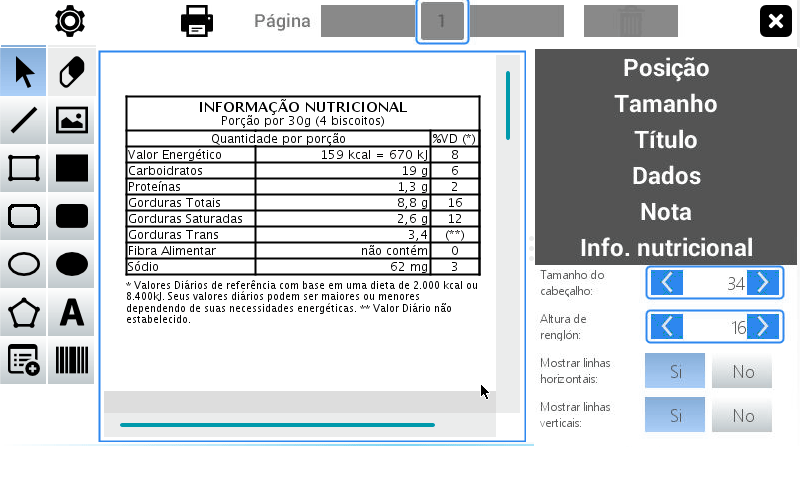 Página
1
INFORMAÇÃO NUTRICIONAL
Porção por 30g (4 biscoitos)
Quantidade por porção %VD (*)
Valor Energético 159 kcal = 670 kJ 8
Carboidratos 19 g 6
Proteínas 1,3 g 2
Gorduras Totais 8,8 g 16
Gorduras Saturadas 2,6 g 12
Gorduras Trans 3,4 (**)
Fibra Alimentar não contém 0
Sódio 62 mg 3
* Valores Diários de referência com base em uma dieta de 2.000 kcal ou
8.400kJ. Seus valores diários podem ser maiores ou menores
dependendo de suas necessidades energéticas. ** Valor Diário não
estabelecido.
A
Posição
Tamanho
Título
Dados
Nota
Info. nutricional
Tamanho do
cabeçalho:
34
Altura de
renglón:
16
Mostrar linhas
horizontais:
Si No
Mostrar linhas
verticais:
Si No